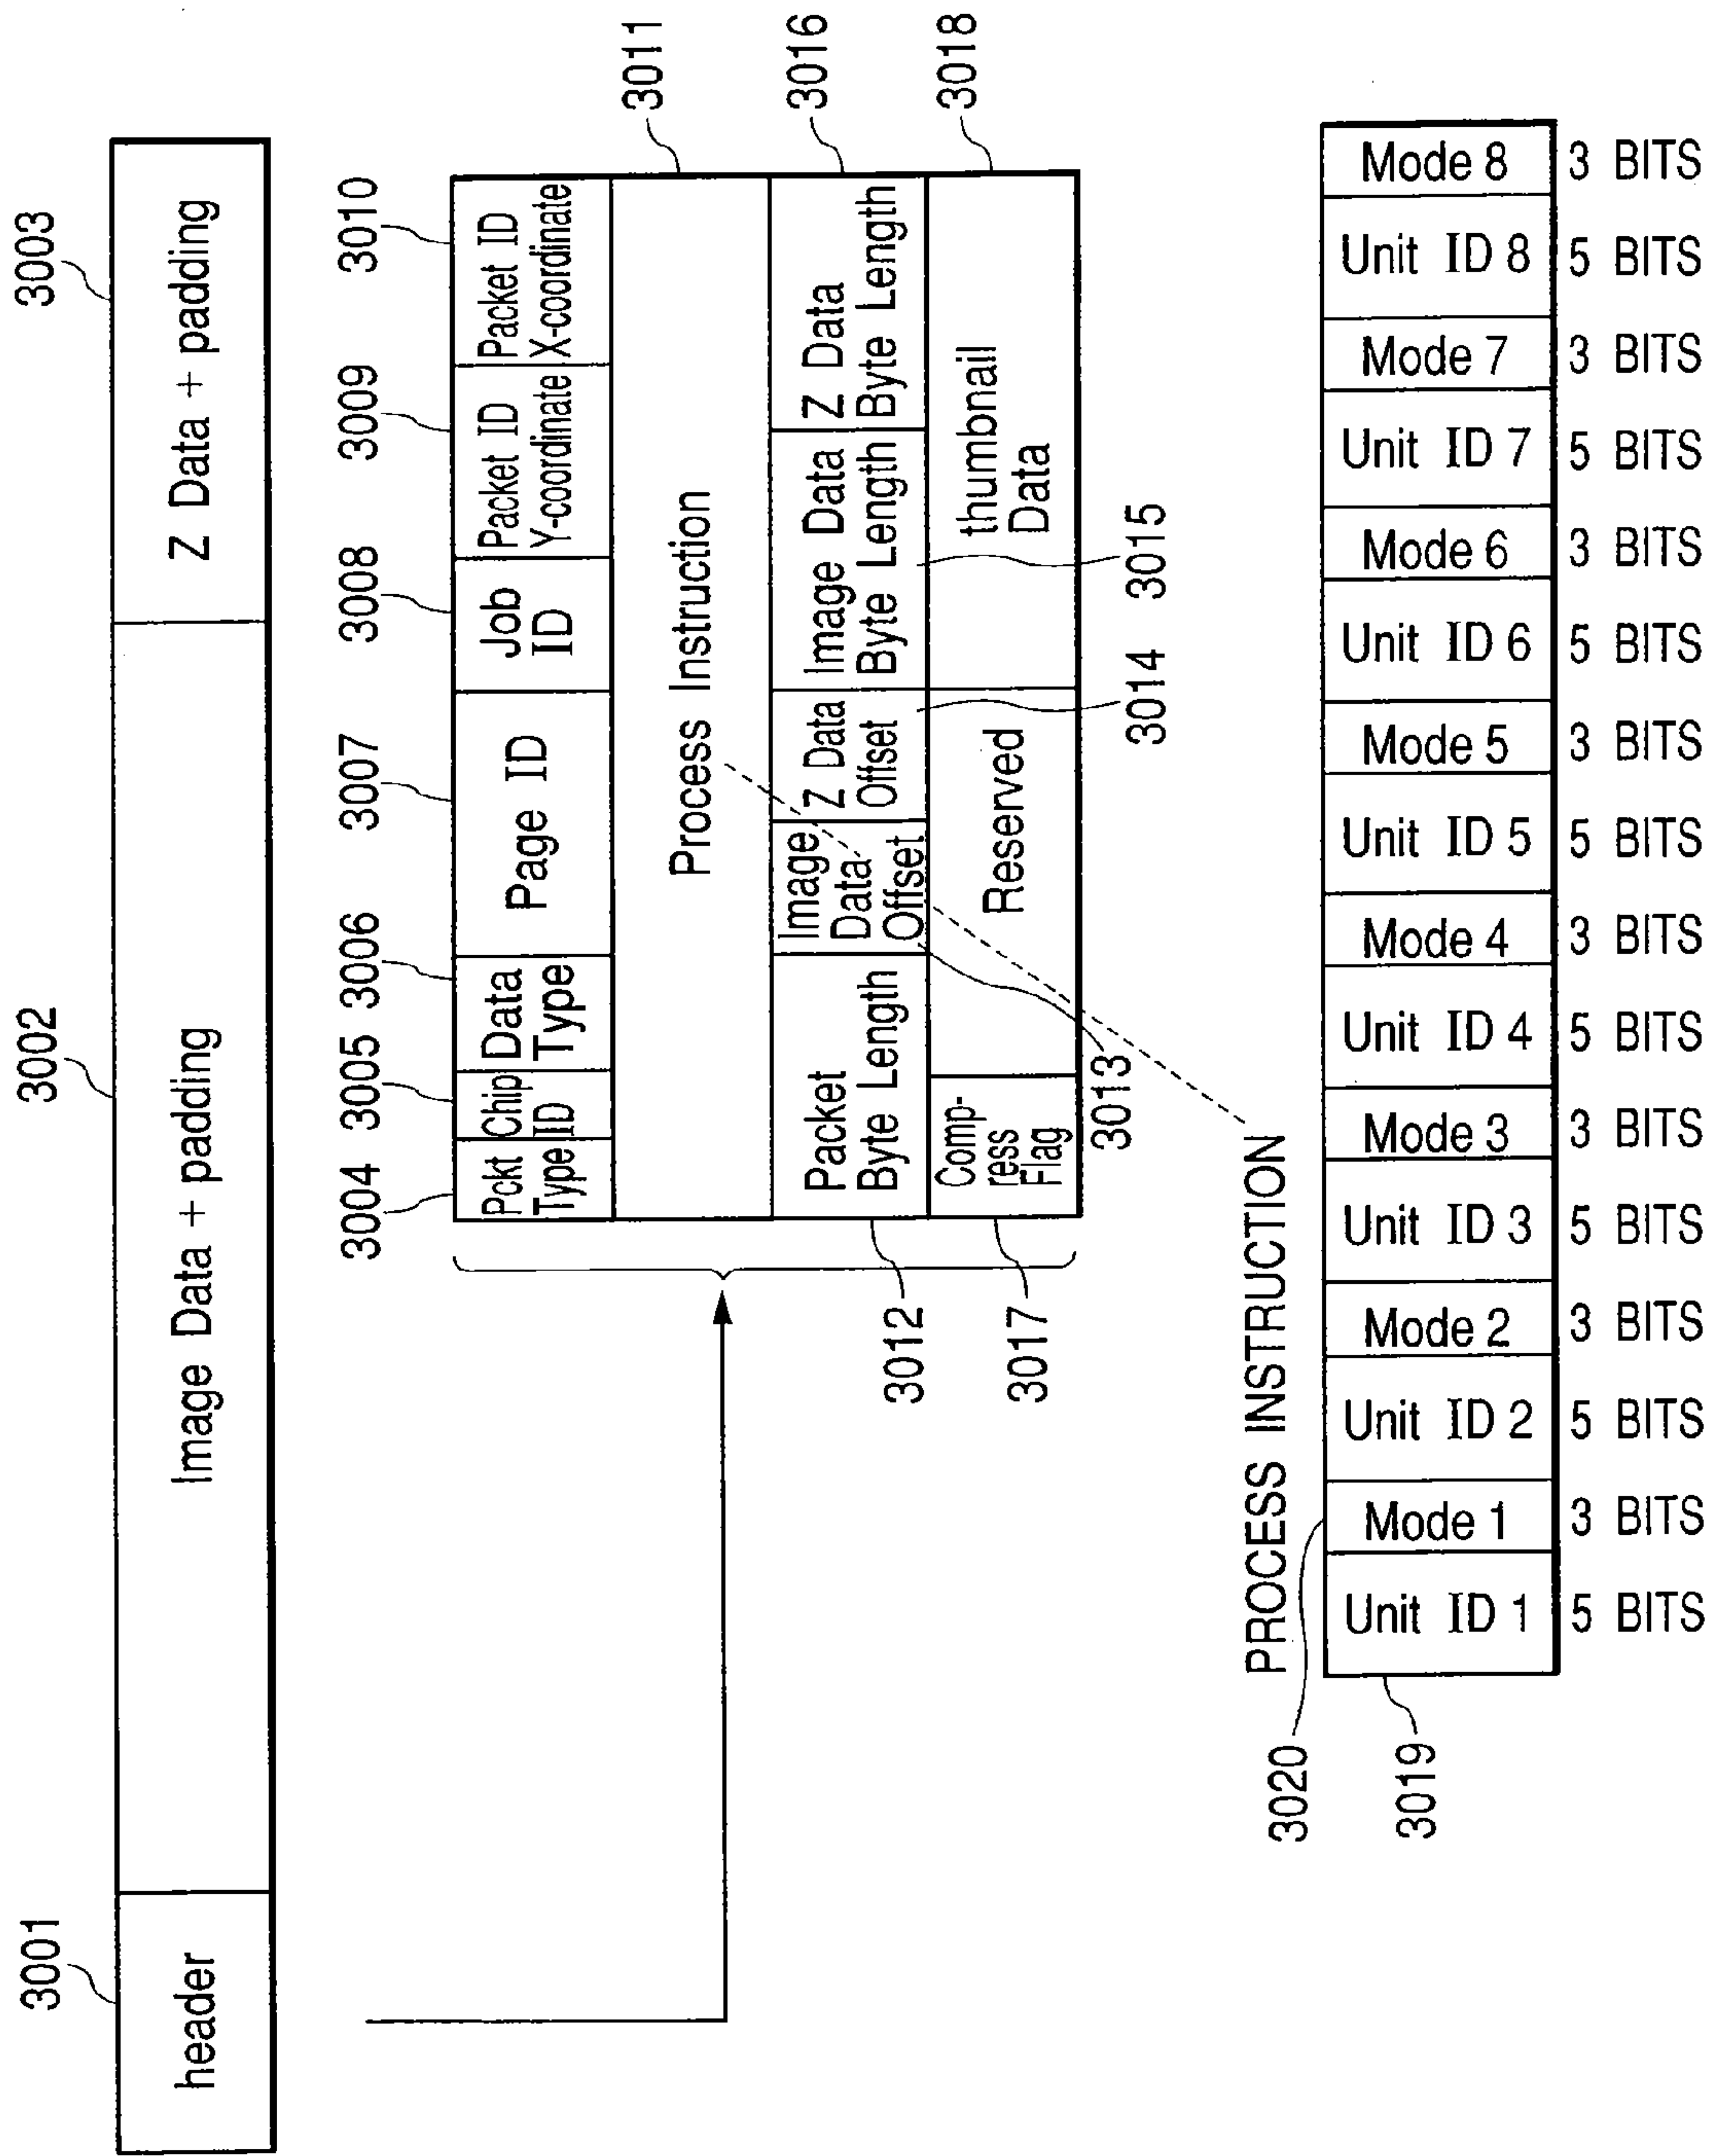 3001
3002
3003
header
Image Data + padding
Z Data + padding
3004
3005
3006
3007
3008
3009
3010
Pckt
Type
Chip
ID
Data
Type
Page ID
Job
ID
Packet ID
Y-coordinate
Packet ID
X-coordinate
Process Instruction
3011
Packet
Byte Length
Image
Data
Offset
Z Data
Offset
Image Data
Byte Length
Z Data
Byte Length
3016
Comp-
ress
Flag
Reserved
thumbnail
Data
3018
3012
3017
3013
3014
3015
PROCESS INSTRUCTION
3020
3019
Unit ID 1
Mode 1
Unit ID 2
Mode 2
Unit ID 3
Mode 3
Unit ID 4
Mode 4
Unit ID 5
Mode 5
Unit ID 6
Mode 6
Unit ID 7
Mode 7
Unit ID 8
Mode 8
5 BITS
3 BITS
5 BITS
3 BITS
5 BITS
3 BITS
5 BITS
3 BITS
5 BITS
3 BITS
5 BITS
3 BITS
5 BITS
3 BITS
5 BITS
3 BITS